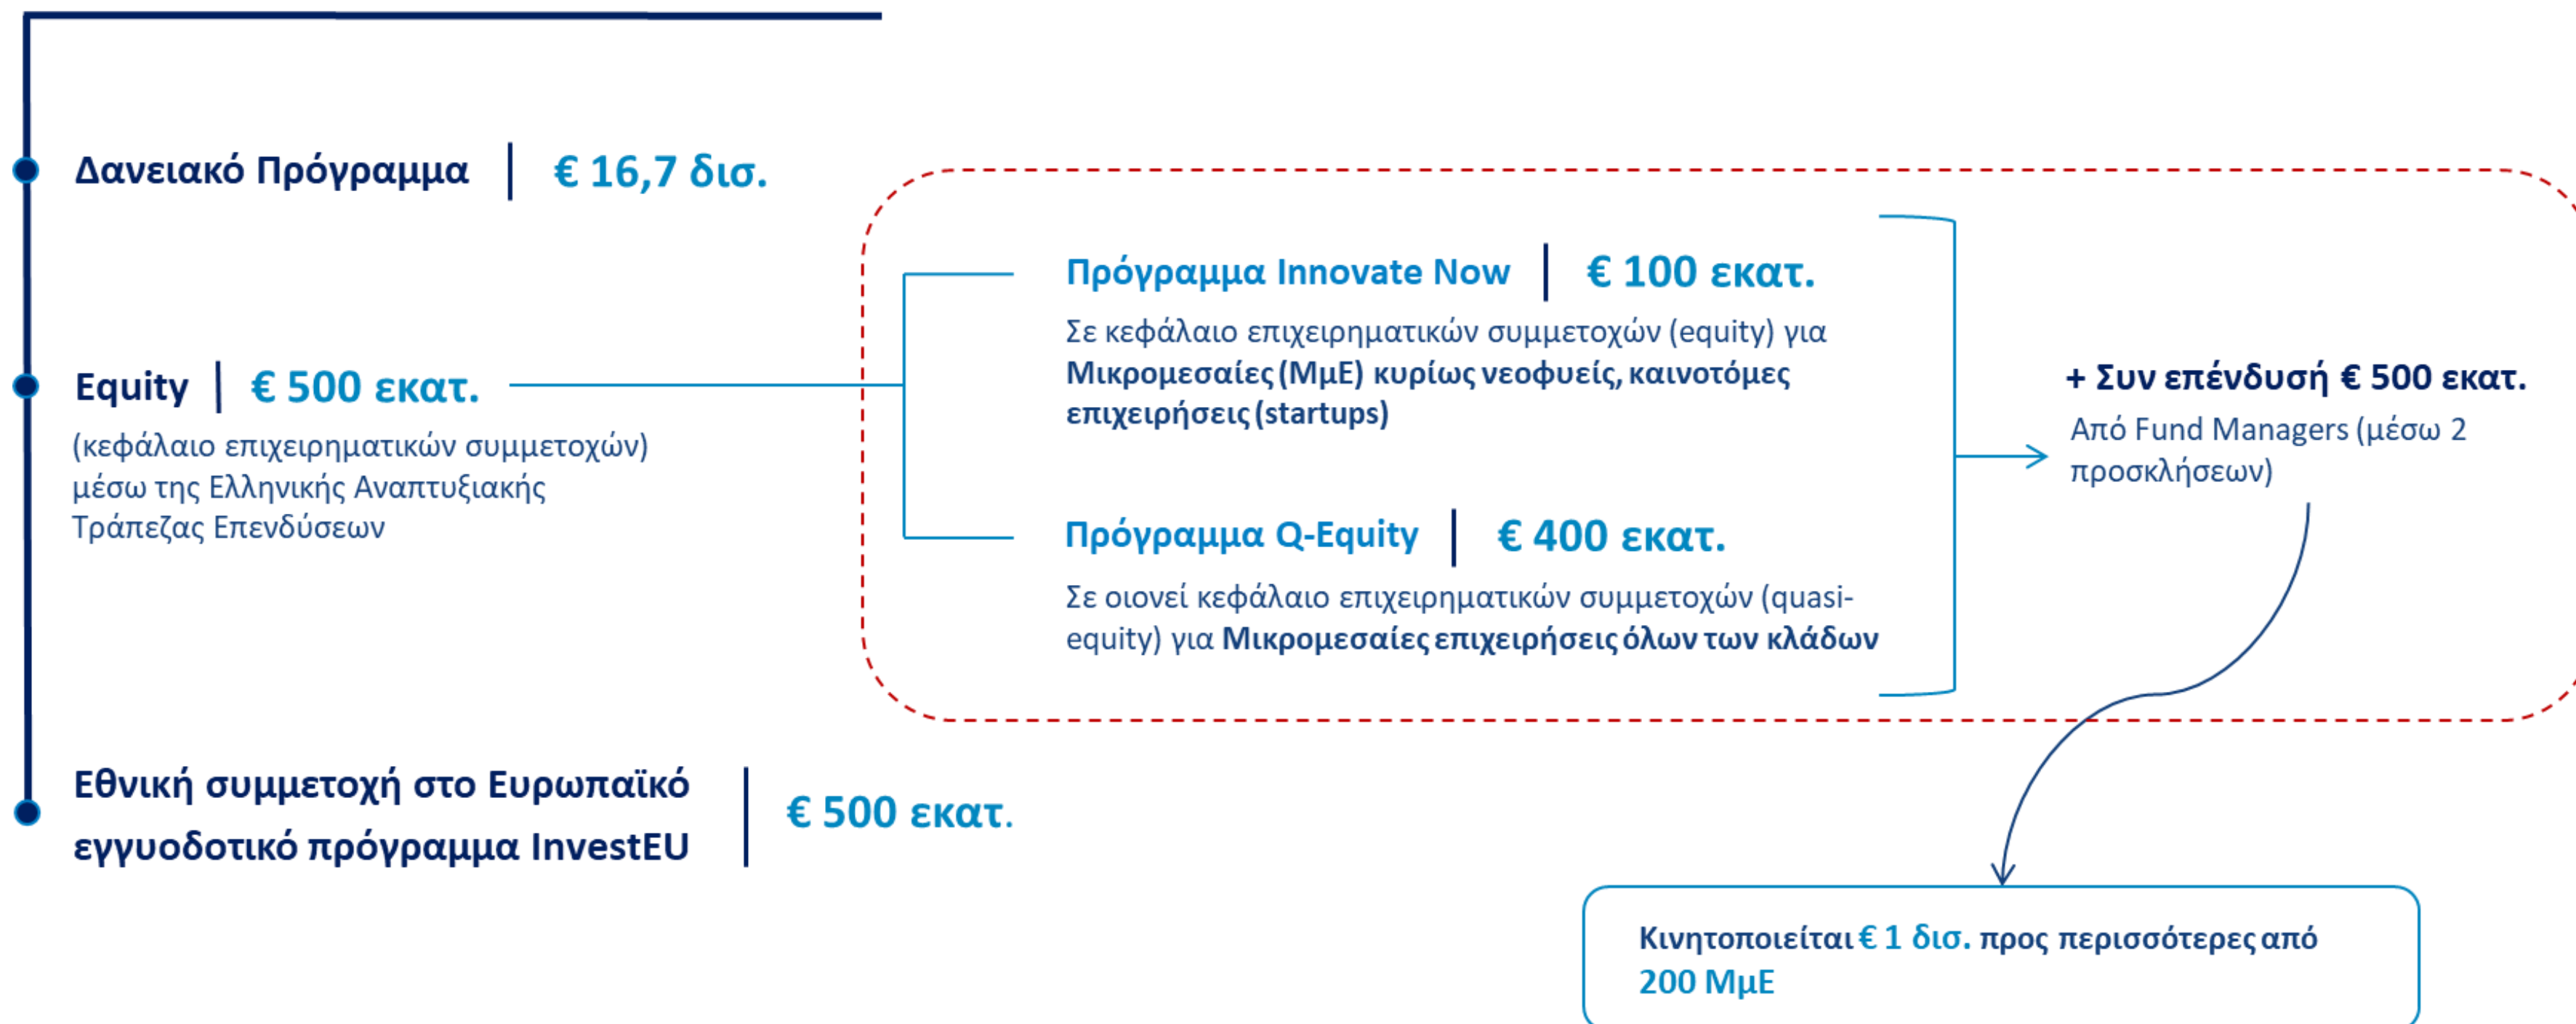 Δανειακό Πρόγραμμα
€ 16,7 δισ.
Equity
€ 500 εκατ.
(κεφάλαιο επιχειρηματικών συμμετοχών)
μέσω της Ελληνικής Αναπτυξιακής
Τράπεζας Επενδύσεων
Εθνική συμμετοχή στο Ευρωπαϊκό
εγγυοδοτικό πρόγραμμα InvestEU
€ 500 εκατ.
Πρόγραμμα Innovate Now
€ 100 εκατ.
Σε κεφάλαιο επιχειρηματικών συμμετοχών (equity) για
Μικρομεσαίες (ΜμΕ) κυρίως νεοφυείς, καινοτόμες
επιχειρήσεις (startups)
Πρόγραμμα Q-Equity
€ 400 εκατ.
Σε οιονεί κεφάλαιο επιχειρηματικών συμμετοχών (quasi-
equity) για Μικρομεσαίες επιχειρήσεις όλων των κλάδων
+ Συν επένδυσή € 500 εκατ.
Από Fund Managers (μέσω 2
προσκλήσεων)
Κινητοποιείται € 1 δισ. προς περισσότερες από
200 ΜμΕ